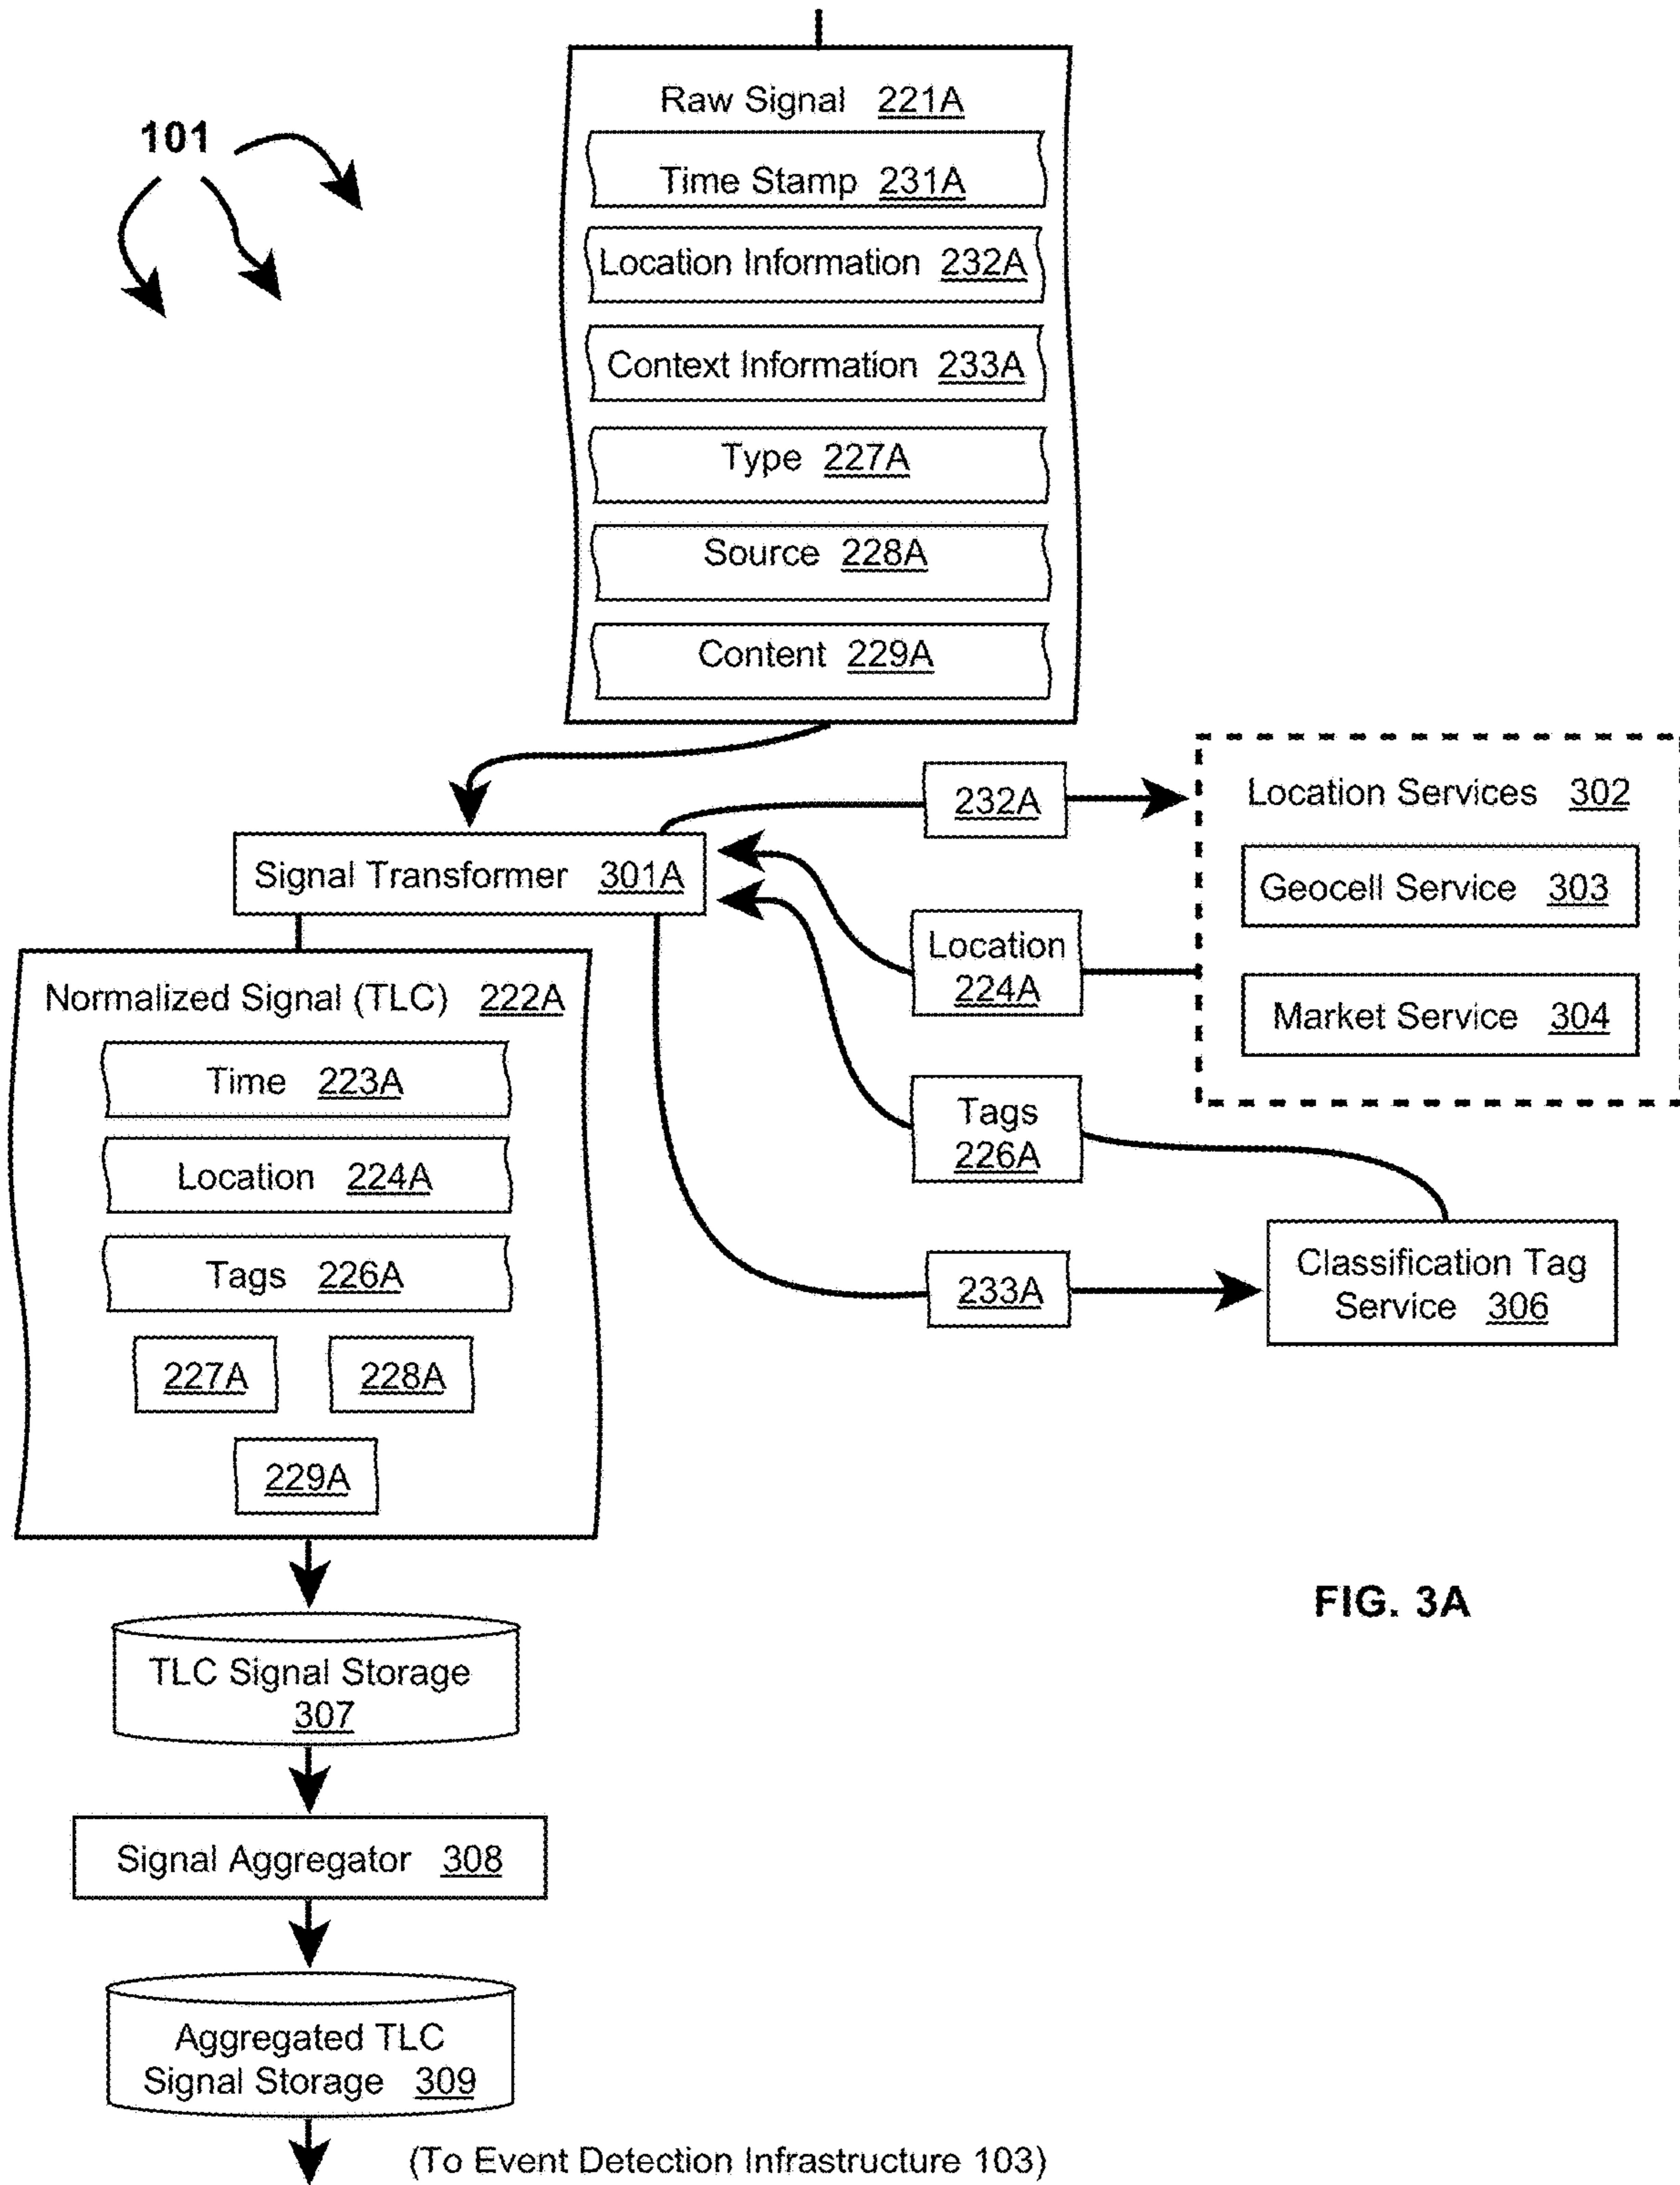 101
Raw Signal 221A
Time Stamp 231A
Location Information 232A
Context Information 233A
Type 227A
Source 228A
Content 229A
232A
Location Services 302
Geocell Service 303
Market Service 304
Signal Transformer 301A
Location
224A
Tags
226A
233A
Classification Tag
Service 306
Normalized Signal (TLC) 222A
Time 223A
Location 224A
Tags 226A
227A 228A
229A
FIG. 3A
TLC Signal Storage
307
Signal Aggregator 308
Aggregated TLC
Signal Storage 309
(To Event Detection Infrastructure 103)